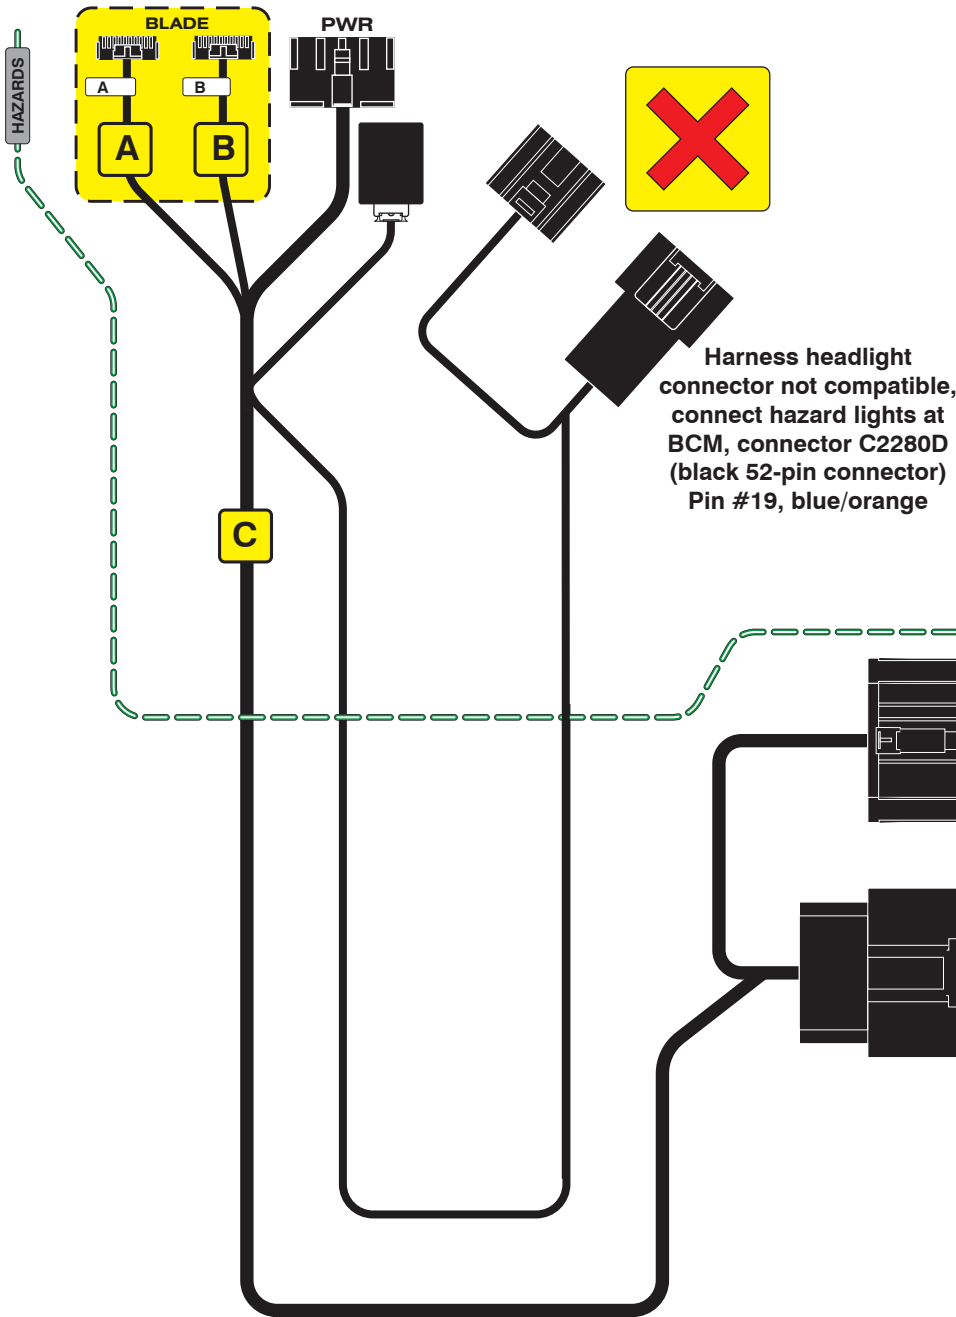 BLADE
PWR
HAZARDS
A
B
A
B
Harness headlight
connector not compatible,
connect hazard lights at
BCM, connector C2280D
(black 52-pin connector)
Pin #19, blue/orange
C